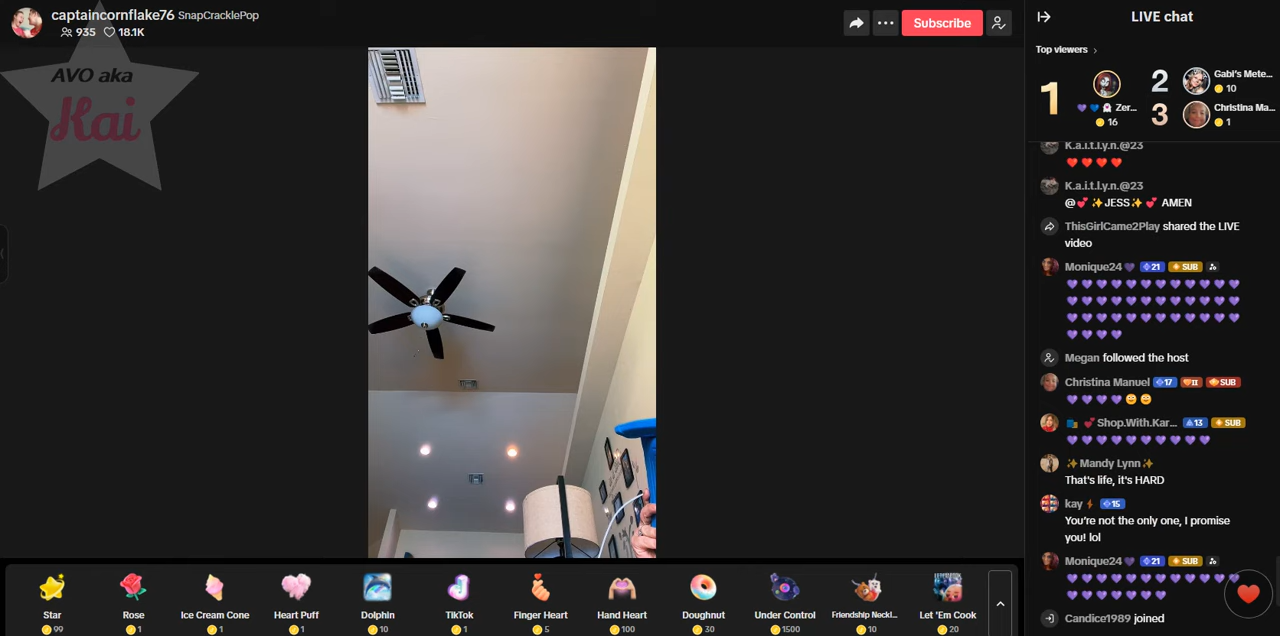 captaincornflake76 SnapCracklePop
935 18.1K
Subscribe
AVO aka
Kai
LIVE chat
Top viewers
1
Zer...
16
2
Gabi's Mete...
10
3
Christina Ma...
1
K.a.i.t.l.y.n.@23
K.a.i.t.l.y.n.@23
@💕 ✨JESS✨ 💕 AMEN
ThisGirlCame2Play shared the LIVE
video
Monique24 21 SUB
Megan followed the host
Christina Manuel 17 II SUB
Shop.With.Kar... 13 SUB
✨Mandy Lynn✨
That's life, it's HARD
kay 15
You're not the only one, I promise
you! lol
Monique24 21 SUB
Candice1989 joined
Star
99
Rose
1
Ice Cream Cone
1
Heart Puff
1
Dolphin
10
TikTok
1
Finger Heart
5
Hand Heart
100
Doughnut
30
Under Control
1500
Friendship Neckl...
10
Let 'Em Cook
20